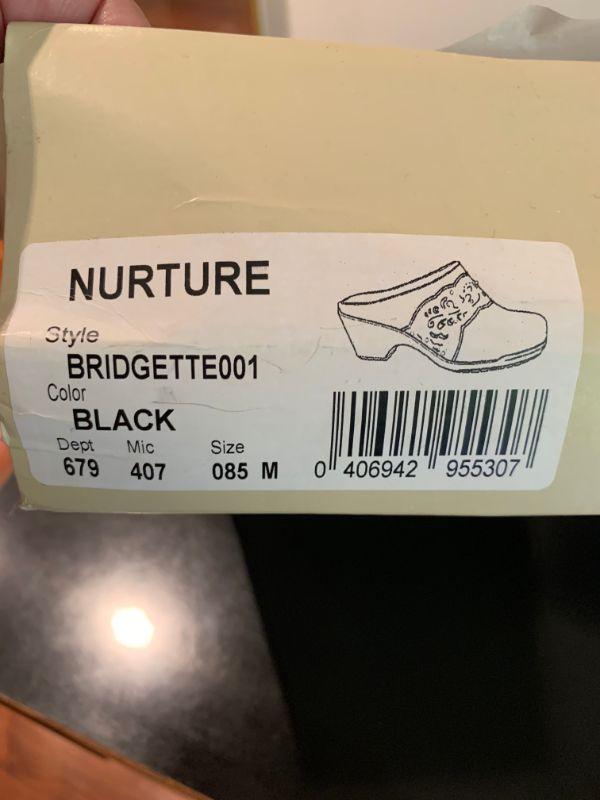 NURTURE
Style
BRIDGETTE001
Color
BLACK
Dept Mic Size
679 407 085 M
0 406942 955307